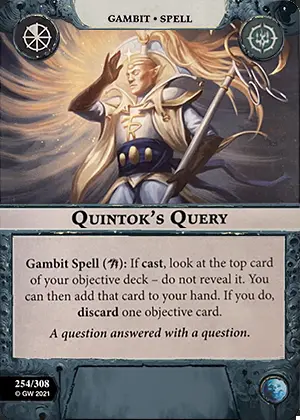 GAMBIT • SPELL
QUINTOK'S QUERY
Gambit Spell (): If cast, look at the top card
of your objective deck – do not reveal it. You
can then add that card to your hand. If you do,
discard one objective card.
A question answered with a question.
254/308
© GW 2021